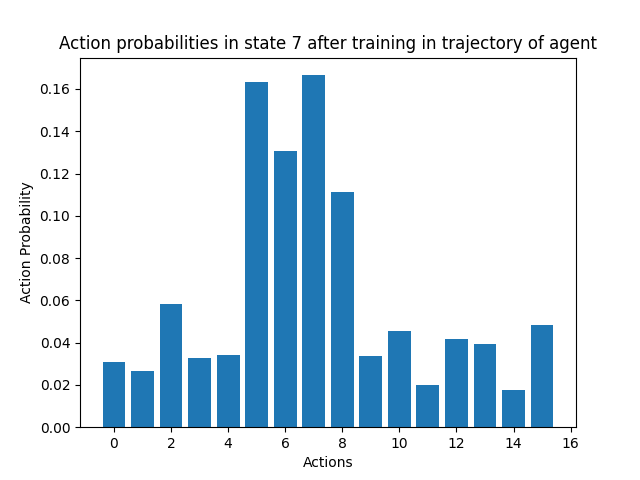 Action probabilities in state 7 after training in trajectory of agent
0.16
0.14
0.12
0.10
0.08
0.06
0.04
0.02
0.00
Action Probability
0 2 4 6 8 10 12 14 16
Actions